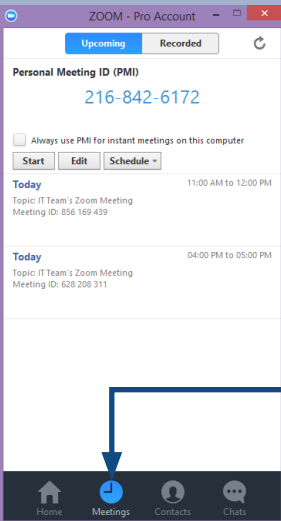 ZOOM - Pro Account
Upcoming Recorded
Personal Meeting ID (PMI)
216-842-6172
Always use PMI for instant meetings on this computer
Start Edit Schedule
Today 11:00 AM to 12:00 PM
Topic: IT Team's Zoom Meeting
Meeting ID: 856 169 439
Today 04:00 PM to 05:00 PM
Topic: IT Team's Zoom Meeting
Meeting ID: 628 208 311
Home Meetings Contacts Chats